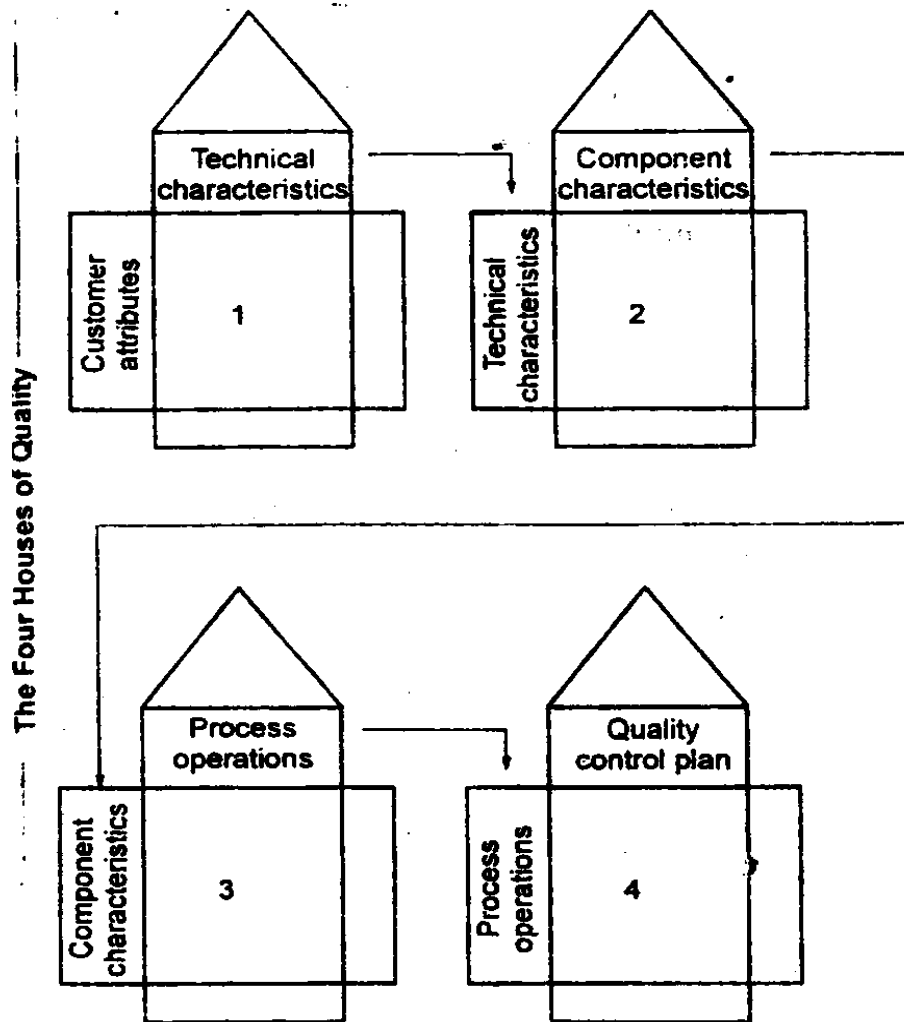 The Four Houses of Quality
Technical
characteristics
Customer
attributes
1
Component
characteristics
Technical
characteristics
2
Process
operations
Component
characteristics
3
Quality
control plan
Process
operations
4